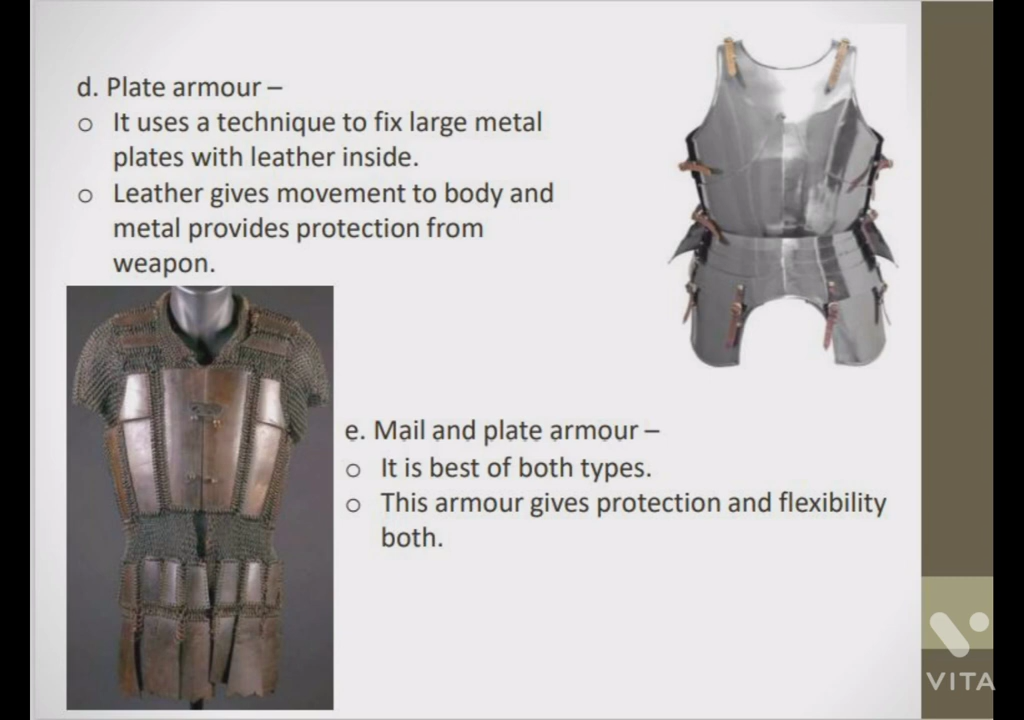 d. Plate armour –
o It uses a technique to fix large metal
plates with leather inside.
o Leather gives movement to body and
metal provides protection from
weapon.
e. Mail and plate armour –
o It is best of both types.
o This armour gives protection and flexibility
both.
VITA